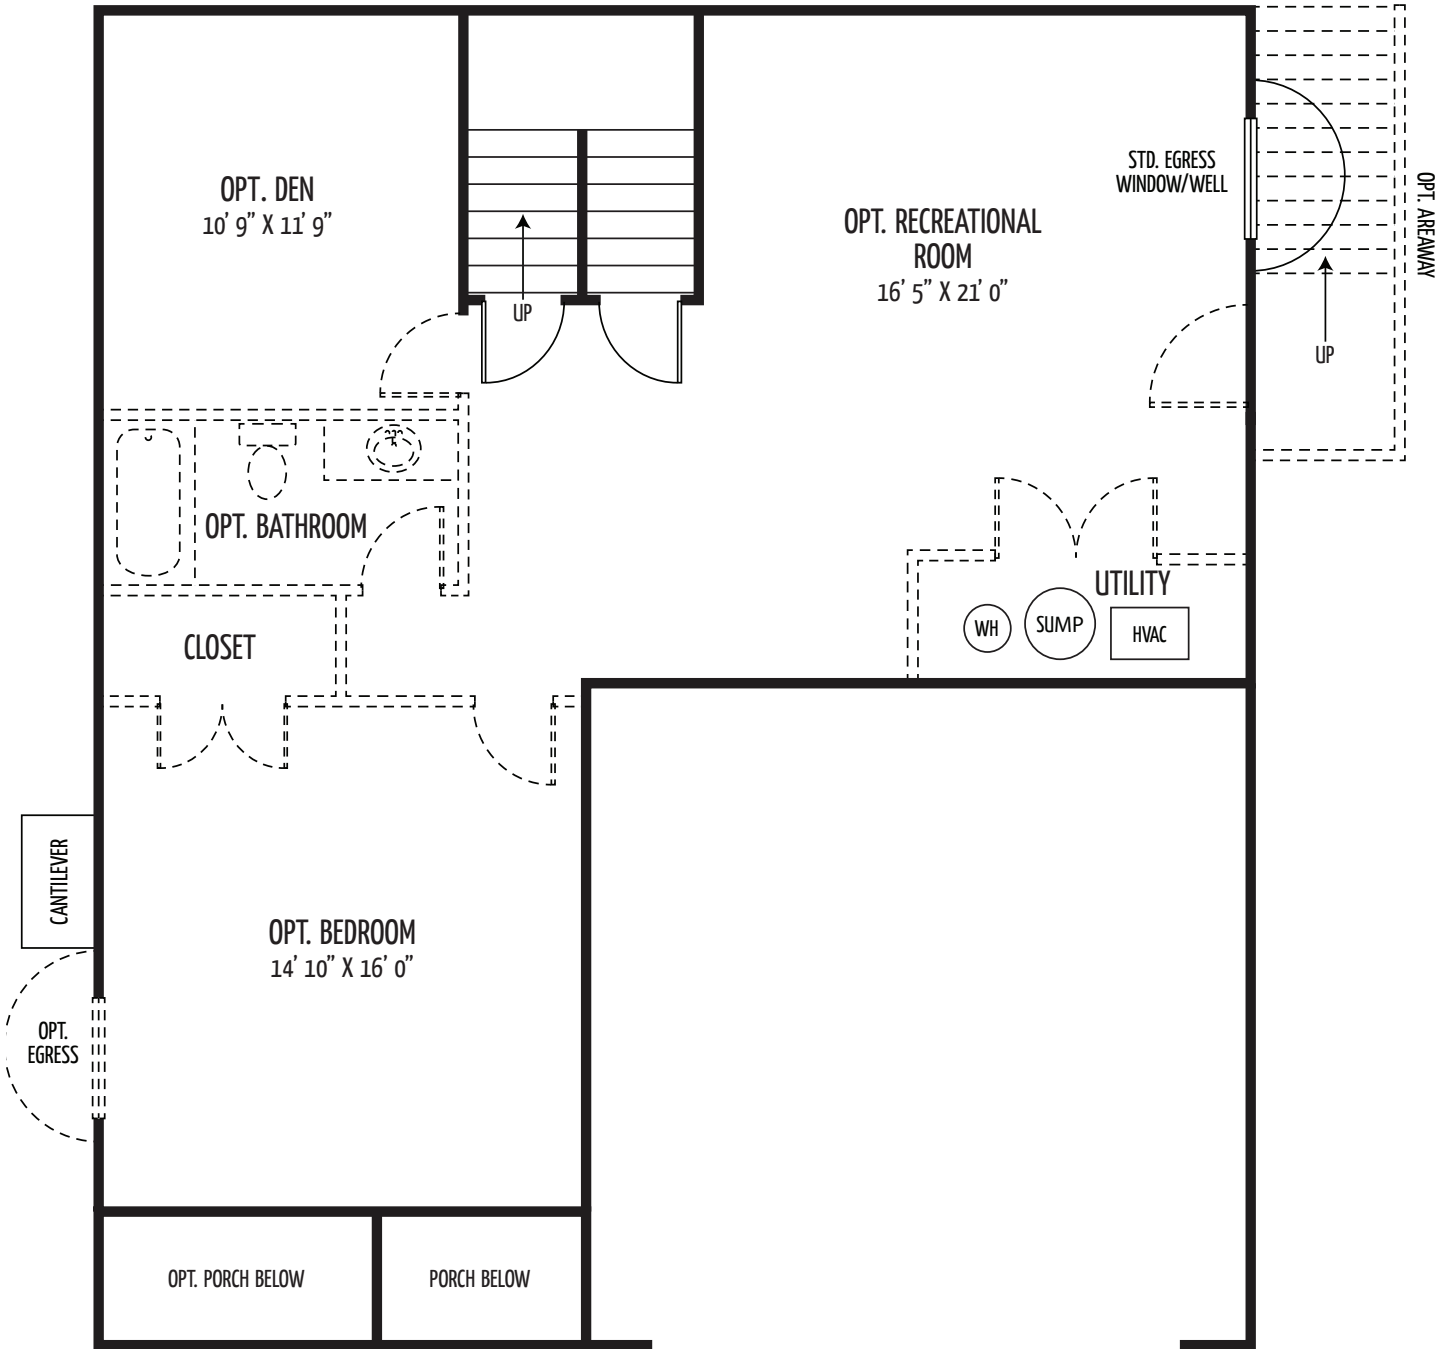 OPT. DEN
10’ 9” X 11’ 9”
UP
OPT. RECREATIONAL
ROOM
16’ 5” X 21’ 0”
STD. EGRESS
WINDOW/WELL
OPT. AREAWAY
UP
OPT. BATHROOM
CLOSET
UTILITY
WH
SUMP
HVAC
CANTILEVER
OPT. BEDROOM
14’ 10” X 16’ 0”
OPT.
EGRESS
OPT. PORCH BELOW
PORCH BELOW